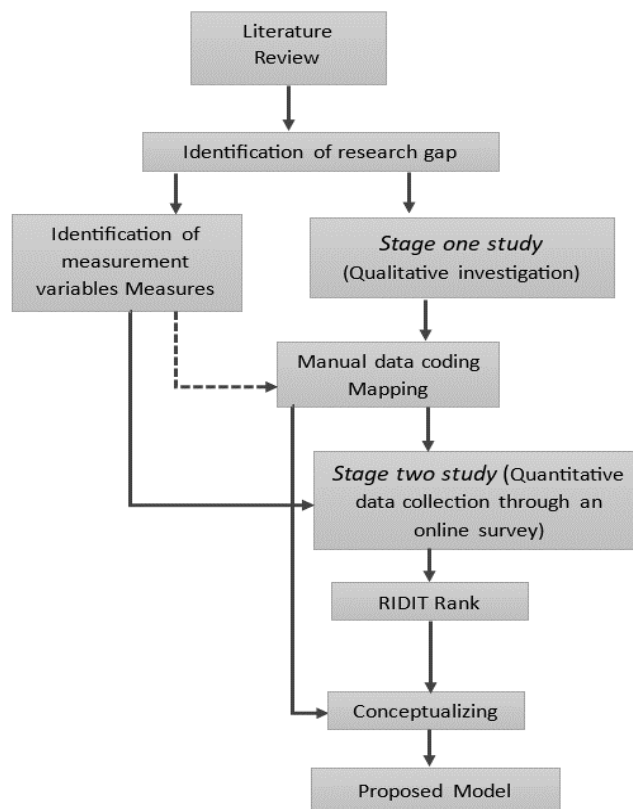 Literature
Review
Identification of research gap
Identification of
measurement
variables Measures
Stage one study
(Qualitative investigation)
Manual data coding
Mapping
Stage two study (Quantitative
data collection through an
online survey)
RIDIT Rank
Conceptualizing
Proposed Model